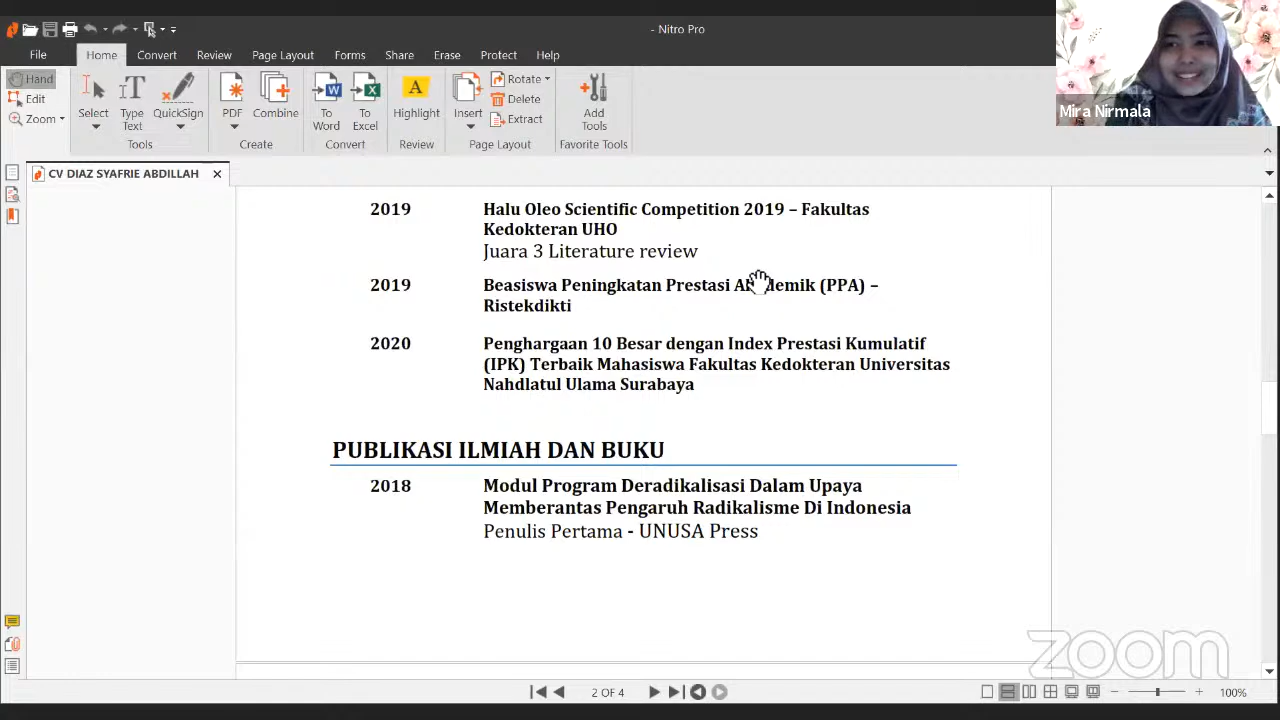 - Nitro Pro
File Home Convert Review Page Layout Forms Share Erase Protect Help
Hand
Edit
Zoom
Select
Type
Text
QuickSign
Tools
PDF
Combine
Create
To
Word
To
Excel
Convert
Highlight
Review
Insert
Rotate
Delete
Extract
Page Layout
Add
Tools
Favorite Tools
Mira Nirmala
CV DIAZ SYAFRIE ABDILLAH
2019 Halu Oleo Scientific Competition 2019 – Fakultas
Kedokteran UHO
Juara 3 Literature review
2019 Beasiswa Peningkatan Prestasi Akademik (PPA) –
Ristekdikti
2020 Penghargaan 10 Besar dengan Index Prestasi Kumulatif
(IPK) Terbaik Mahasiswa Fakultas Kedokteran Universitas
Nahdlatul Ulama Surabaya
PUBLIKASI ILMIAH DAN BUKU
2018 Modul Program Deradikalisasi Dalam Upaya
Memberantas Pengaruh Radikalisme Di Indonesia
Penulis Pertama - UNUSA Press
zoom
2 OF 4
100%